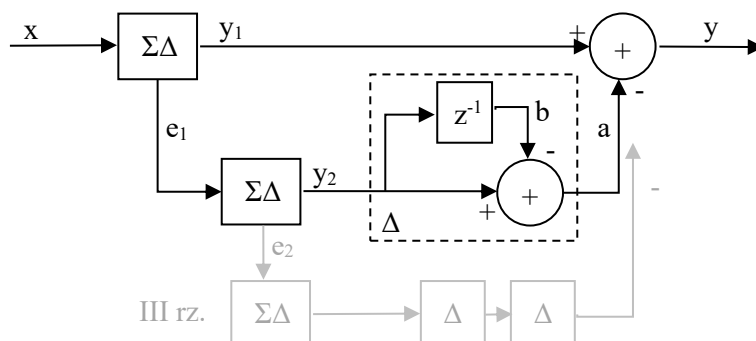 x
ΣΔ
y₁
+
+
y
-
e₁
z⁻¹
b
-
a
-
ΣΔ
y₂
+
+
Δ
e₂
III rz.
ΣΔ
Δ
Δ